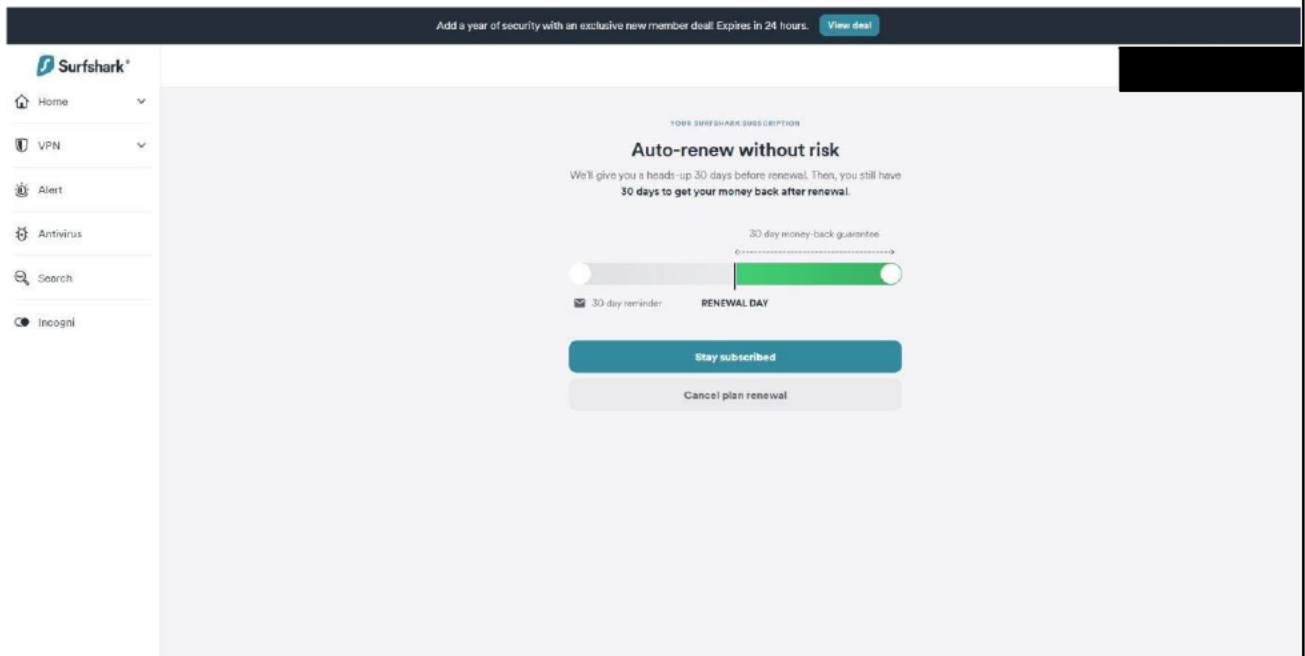 Add a year of security with an exclusive new member deal! Expires in 24 hours. View deal
Surfshark®
Home
VPN
Alert
Antivirus
Search
Incogni
YOUR SURFSHARK SUBSCRIPTION
Auto-renew without risk
We'll give you a heads-up 30 days before renewal. Then, you still have
30 days to get your money back after renewal.
30 day money-back guarantee
30 day reminder
RENEWAL DAY
Stay subscribed
Cancel plan renewal